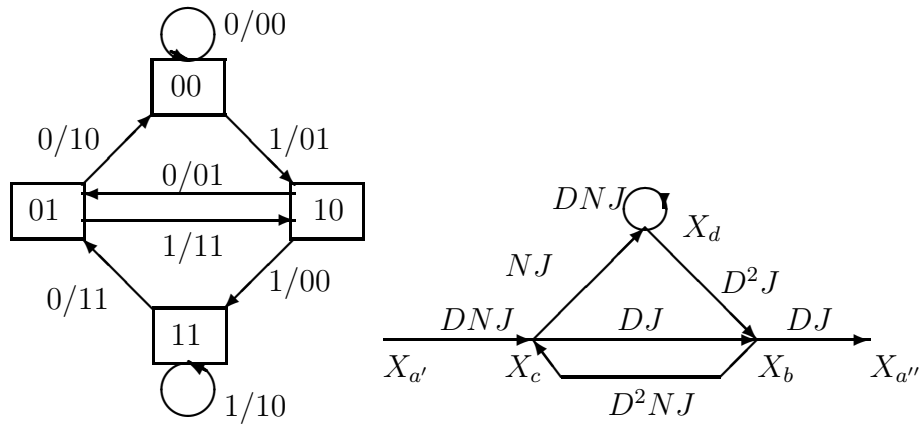 0/00
00
0/10
1/01
0/01
01
10
1/11
0/11
1/00
11
1/10
DNJ
X_d
NJ
D^2J
DNJ
DJ
DJ
X_{a'}
X_c
X_b
X_{a''}
D^2NJ